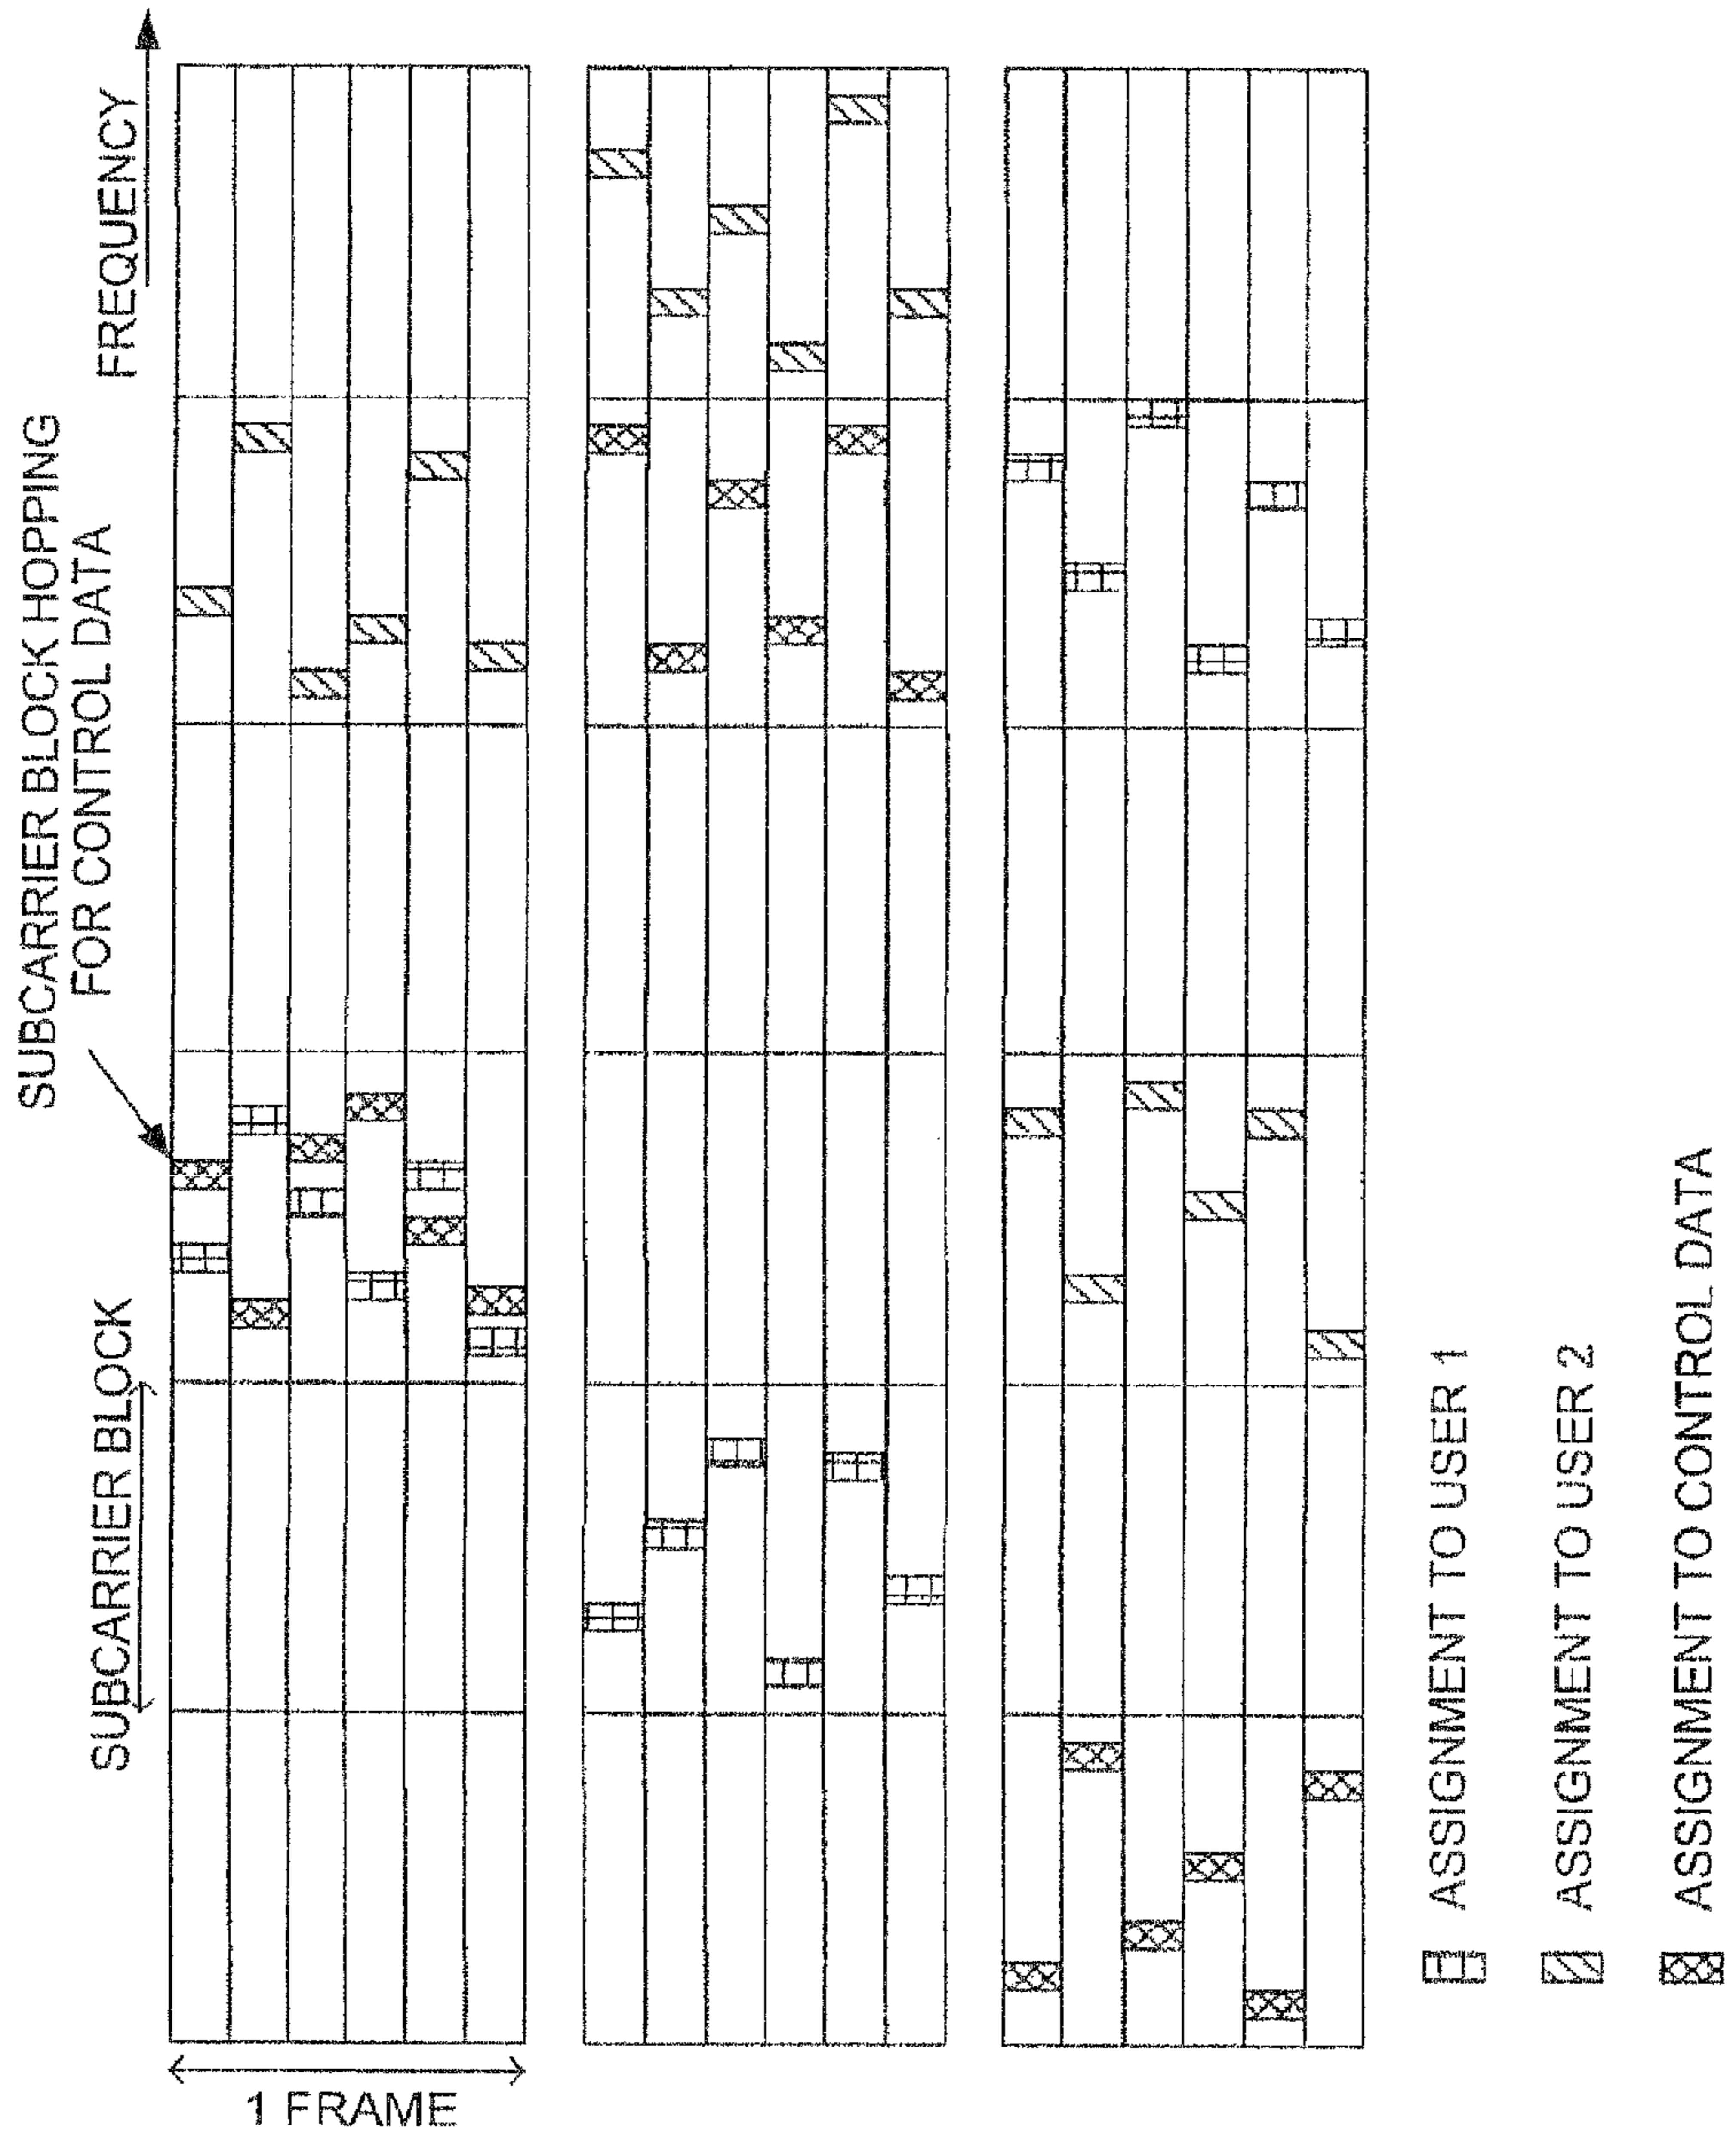 SUBCARRIER BLOCK HOPPING
FOR CONTROL DATA
FREQUENCY
SUBCARRIER BLOCK
1 FRAME
ASSIGNMENT TO USER 1
ASSIGNMENT TO USER 2
ASSIGNMENT TO CONTROL DATA